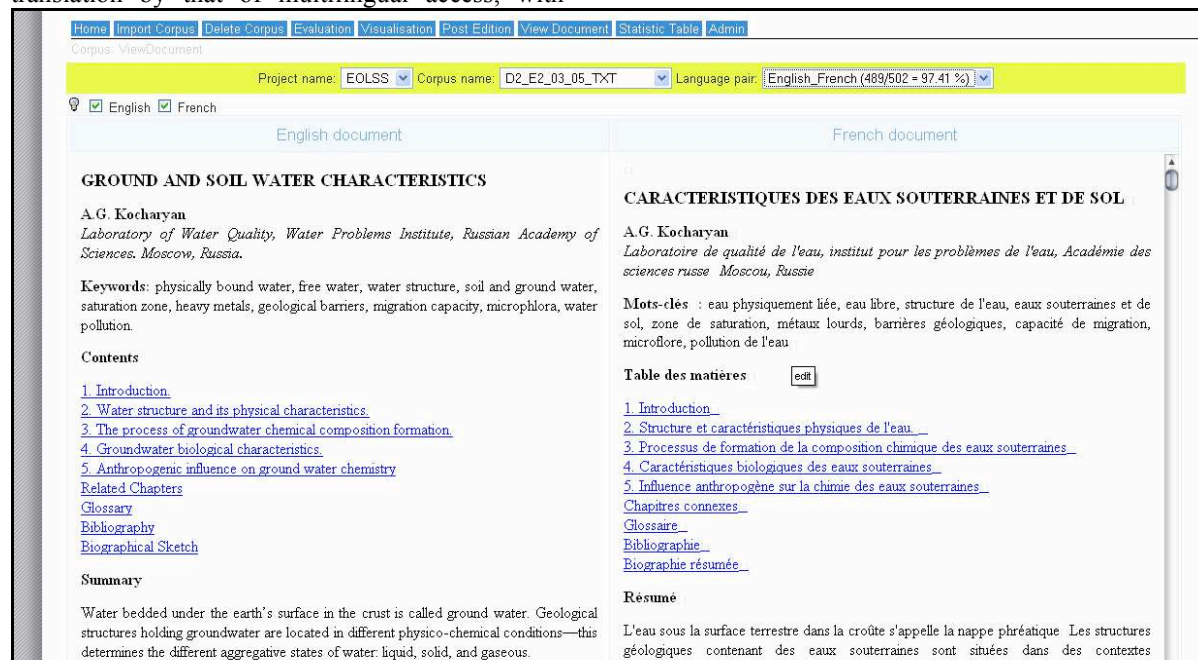 translation by that of multilingual access, with
Home Import Corpus Delete Corpus Evaluation Visualisation Post Edition View Document Statistic Table Admin
Corpus: ViewDocument
Project name: EOLSS Corpus name: D2_E2_03_05_TXT Language pair: English_French (489/502 = 97.41 %)
English French
English document
GROUND AND SOIL WATER CHARACTERISTICS
A.G. Kocharyan
Laboratory of Water Quality, Water Problems Institute, Russian Academy of
Sciences. Moscow, Russia.
Keywords: physically bound water, free water, water structure, soil and ground water,
saturation zone, heavy metals, geological barriers, migration capacity, microphlora, water
pollution.
Contents
1. Introduction.
2. Water structure and its physical characteristics.
3. The process of groundwater chemical composition formation.
4. Groundwater biological characteristics.
5. Anthropogenic influence on ground water chemistry
Related Chapters
Glossary
Bibliography
Biographical Sketch
Summary
Water bedded under the earth's surface in the crust is called ground water. Geological
structures holding groundwater are located in different physico-chemical conditions—this
determines the different aggregative states of water: liquid, solid, and gaseous.
French document
CARACTERISTIQUES DES EAUX SOUTERRAINES ET DE SOL
A.G. Kocharyan
Laboratoire de qualité de l'eau, institut pour les problèmes de l'eau, Académie des
sciences russe Moscou, Russie
Mots-clés : eau physiquement liée, eau libre, structure de l'eau, eaux souterraines et de
sol, zone de saturation, métaux lourds, barrières géologiques, capacité de migration,
microflore, pollution de l'eau
Table des matières edit
1. Introduction
2. Structure et caractéristiques physiques de l'eau.
3. Processus de formation de la composition chimique des eaux souterraines
4. Caractéristiques biologiques des eaux souterraines
5. Influence anthropogène sur la chimie des eaux souterraines
Chapitres connexes
Glossaire
Bibliographie
Biographie résumée
Résumé
L'eau sous la surface terrestre dans la croûte s'appelle la nappe phréatique Les structures
géologiques contenant des eaux souterraines sont situées dans des contextes